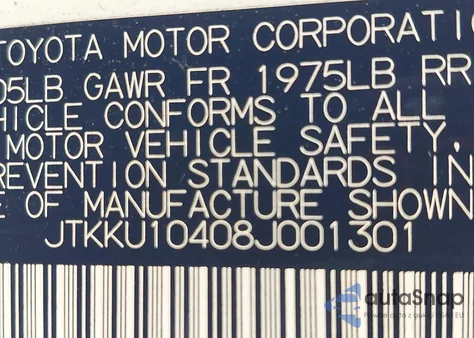 TOYOTA MOTOR CORPORATI
05LB GAWR FR 1975LB RR
HICLE CONFORMS TO ALL
MOTOR VEHICLE SAFETY,
REVENTION STANDARDS IN
E OF MANUFACTURE SHOWN
JTKKU10408J001301
autaSnap